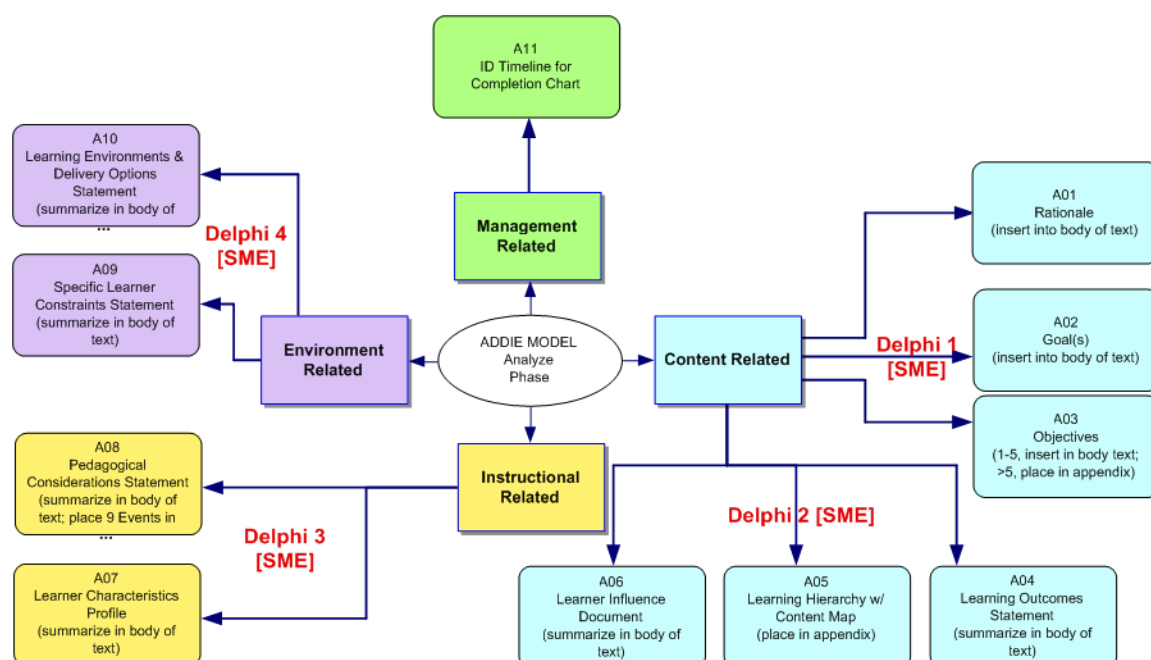 A11
ID Timeline for
Completion Chart
A10
Learning Environments &
Delivery Options
Statement
(summarize in body of
...
Delphi 4
[SME]
A09
Specific Learner
Constraints Statement
(summarize in body of
text)
Management
Related
A01
Rationale
(insert into body of text)
Environment
Related
ADDIE MODEL
Analyze
Phase
Content Related
Delphi 1
[SME]
A02
Goal(s)
(insert into body of text)
A03
Objectives
(1-5, insert in body text;
>5, place in appendix)
A08
Pedagogical
Considerations Statement
(summarize in body of
text; place 9 Events in
...
Instructional
Related
Delphi 3
[SME]
Delphi 2 [SME]
A07
Learner Characteristics
Profile
(summarize in body of
text)
A06
Learner Influence
Document
(summarize in body of
text)
A05
Learning Hierarchy w/
Content Map
(place in appendix)
A04
Learning Outcomes
Statement
(summarize in body of
text)